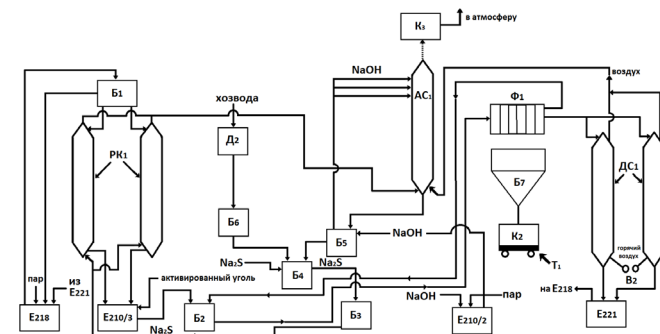 К₃
в атмосферу
NaOH
воздух
Б1
хозвода
АС₁
Ф₁
Д₂
РК₁
ДС₁
Б₇
Б6
Б5
NaOH
К₂
горячий
воздух
В₂
Na₂S
Na₂S
Б4
Т₁
пар
из
Е₂₂₁
активированный уголь
NaOH
пар
на Е₂₁₈
Е218
Е210/3
Na₂S
Б2
Б3
Е210/2
Е₂₂₁